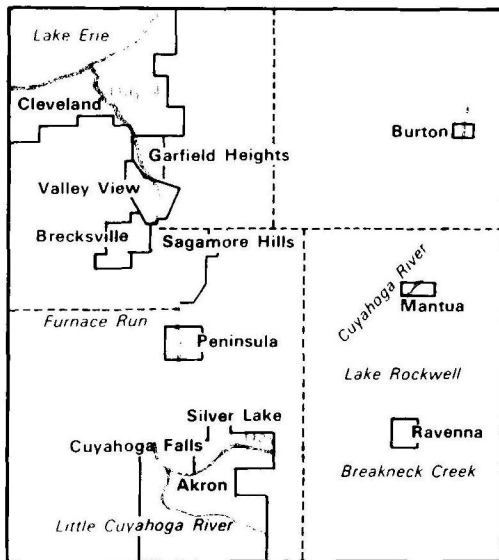 Lake Erie
Cleveland
Burton
Garfield Heights
Valley View
Brecksville
Sagamore Hills
Cuyahoga River
Mantua
Furnace Run
Peninsula
Lake Rockwell
Silver Lake
Ravenna
Cuyahoga Falls
Breakneck Creek
Akron
Little Cuyahoga River